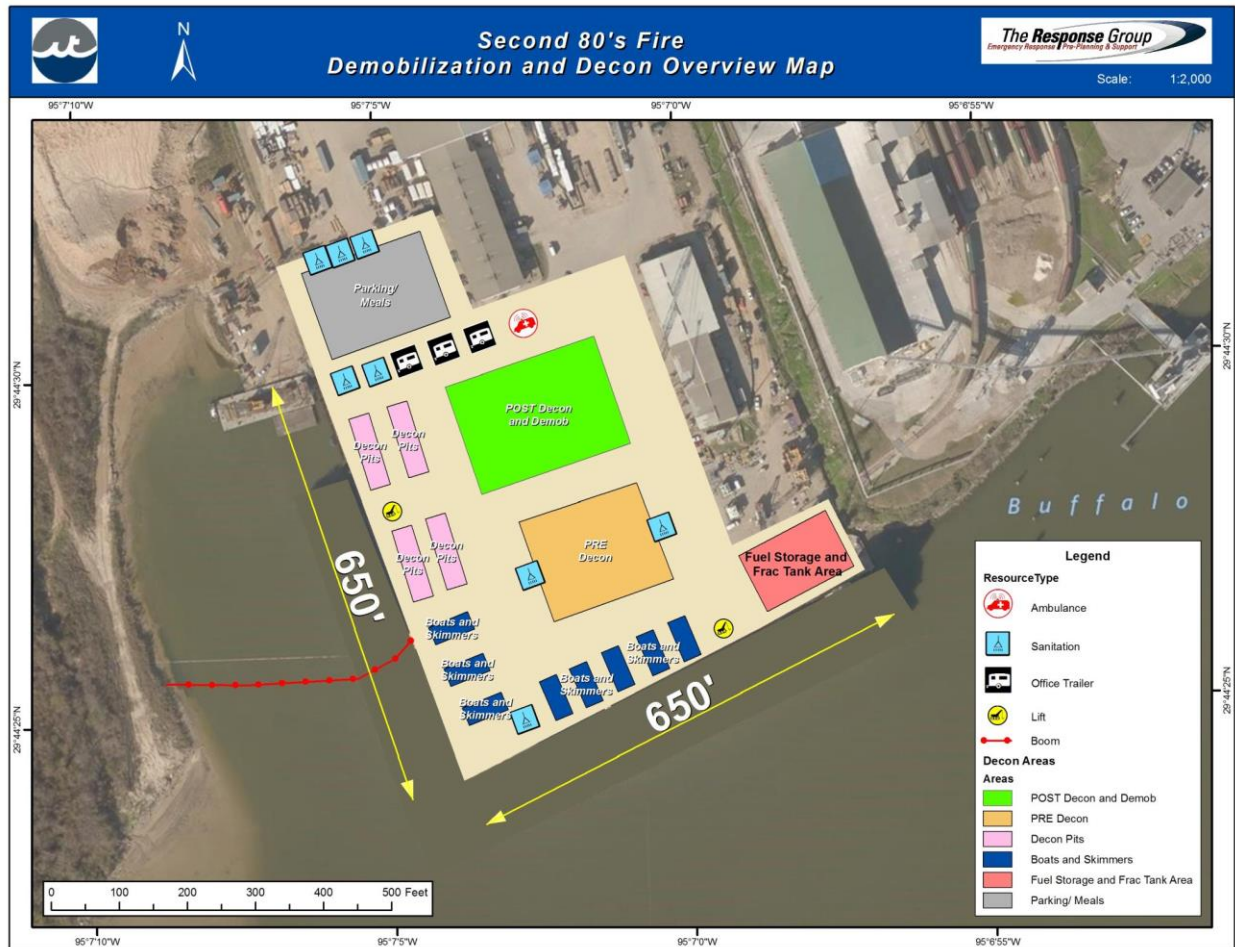 it
N
Second 80's Fire
Demobilization and Decon Overview Map
The Response Group
Emergency Response Pre-Planning & Support
Scale: 1:2,000
95°7'10"W 95°7'5"W 95°7'0"W 95°6'55"W
29°44'30"N
29°44'30"N
29°44'25"N
29°44'25"N
Parking/
Meals
POST Decon
and Demob
Decon
Pits
Decon
Pits
Decon
Pits
Decon
Pits
PRE
Decon
Fuel Storage and
Frac Tank Area
Boats and
Skimmers
Boats and
Skimmers
Boats and
Skimmers
Boats and
Skimmers
Boats and
Skimmers
650'
650'
Buffalo
Legend
ResourceType
Ambulance
Sanitation
Office Trailer
Lift
Boom
Decon Areas
Areas
POST Decon and Demob
PRE Decon
Decon Pits
Boats and Skimmers
Fuel Storage and Frac Tank Area
Parking/ Meals
0 100 200 300 400 500 Feet
95°7'10"W 95°7'5"W 95°7'0"W 95°6'55"W